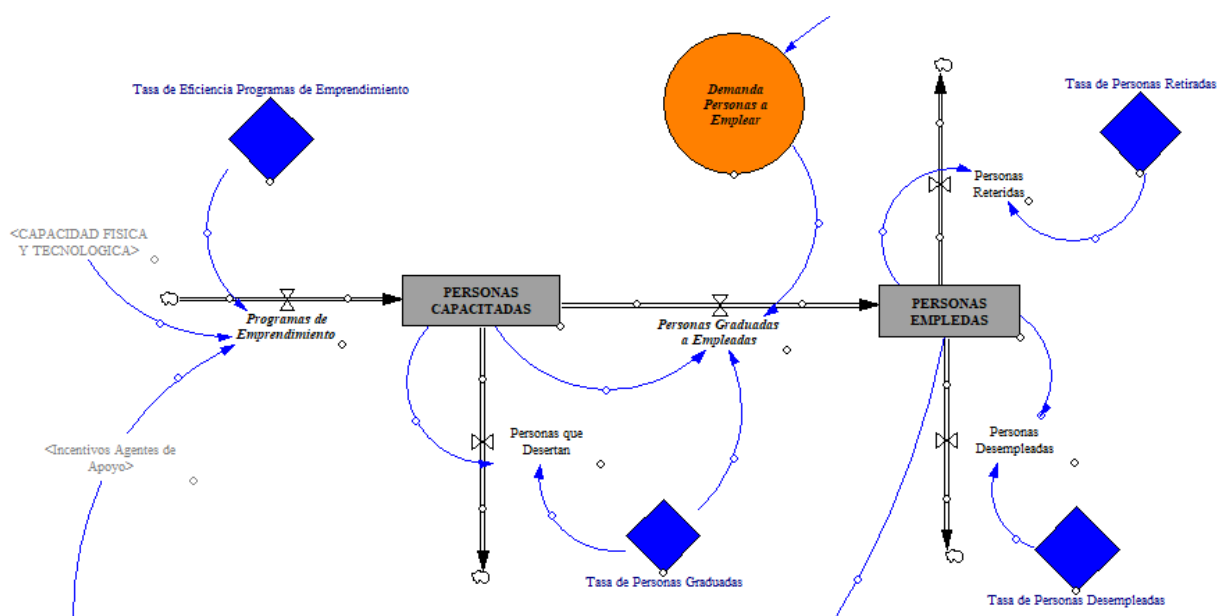 Tasa de Eficiencia Programas de Emprendimiento
Demanda
Personas a
Emplear
Tasa de Personas Retiradas
Personas
Reteridas
<CAPACIDAD FISICA
Y TECNOLOGICA>
PERSONAS
CAPACITADAS
PERSONAS
EMPLEDAS
Programas de
Emprendimiento
Personas Graduadas
a Empleadas
<Incentivos Agentes de
Apoyo>
Personas que
Desertan
Personas
Desempleadas
Tasa de Personas Graduadas
Tasa de Personas Desempleadas